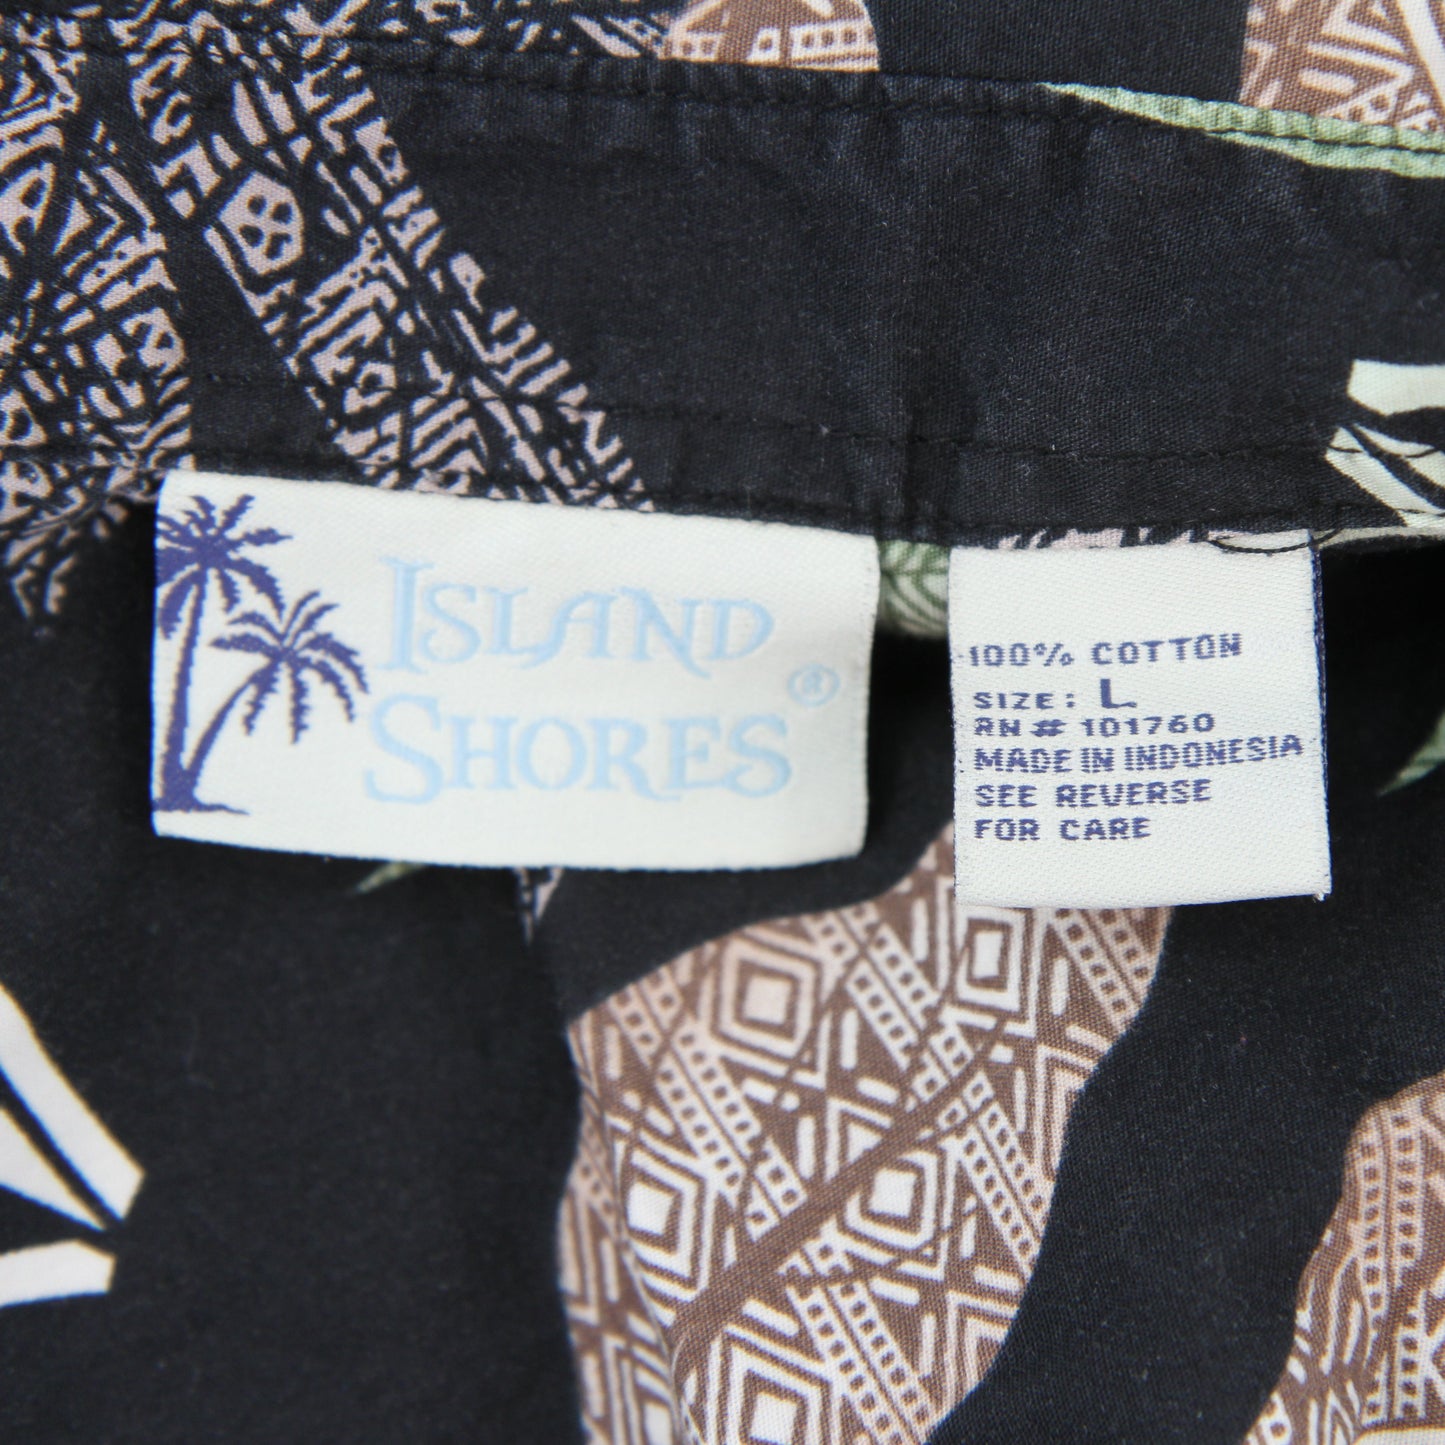 ISLAND
SHORES®
100% COTTON
SIZE: L
RN# 101760
MADE IN INDONESIA
SEE REVERSE
FOR CARE